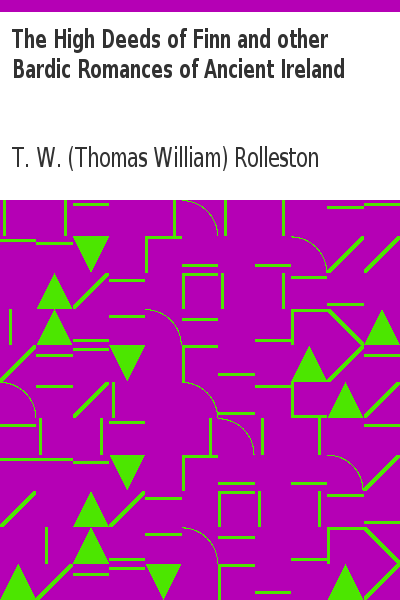 The High Deeds of Finn and other
Bardic Romances of Ancient Ireland
T. W. (Thomas William) Rolleston